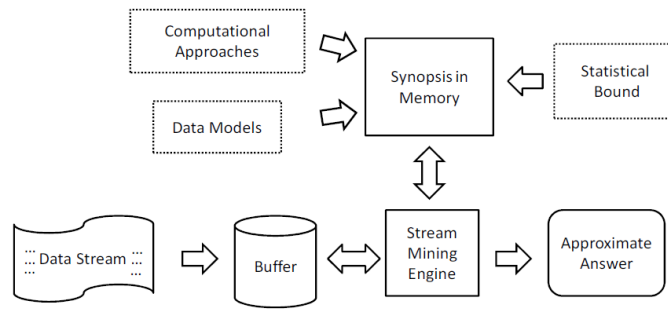 Computational
Approaches
Synopsis in
Memory
Statistical
Bound
Data Models
... Data Stream ...
... ...
... ...
Buffer
Stream
Mining
Engine
Approximate
Answer